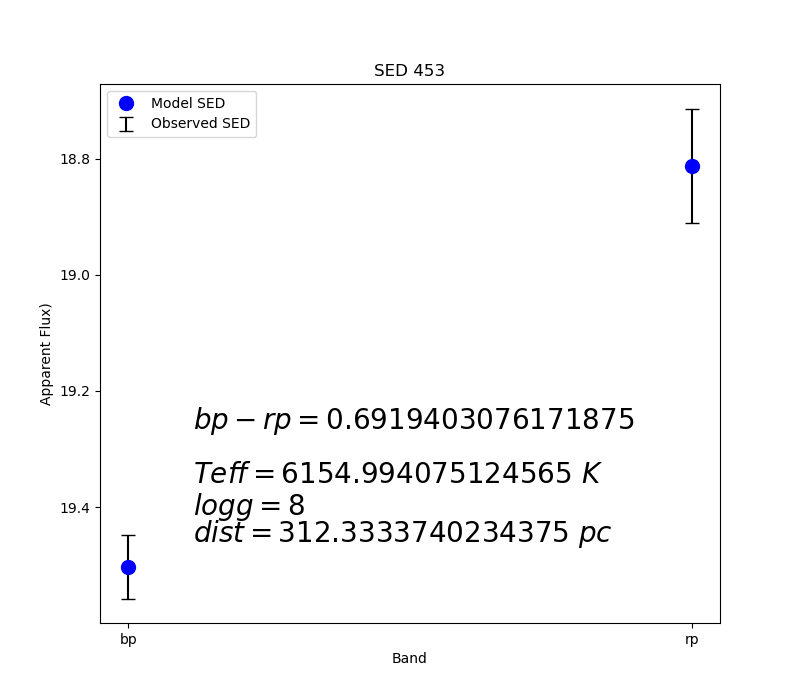 SED 453
Model SED
Observed SED
18.8
19.0
19.2
19.4
Apparent Flux)
bp − rp = 0.6919403076171875
Teff = 6154.994075124565 K
logg = 8
dist = 312.3333740234375 pc
bp
rp
Band